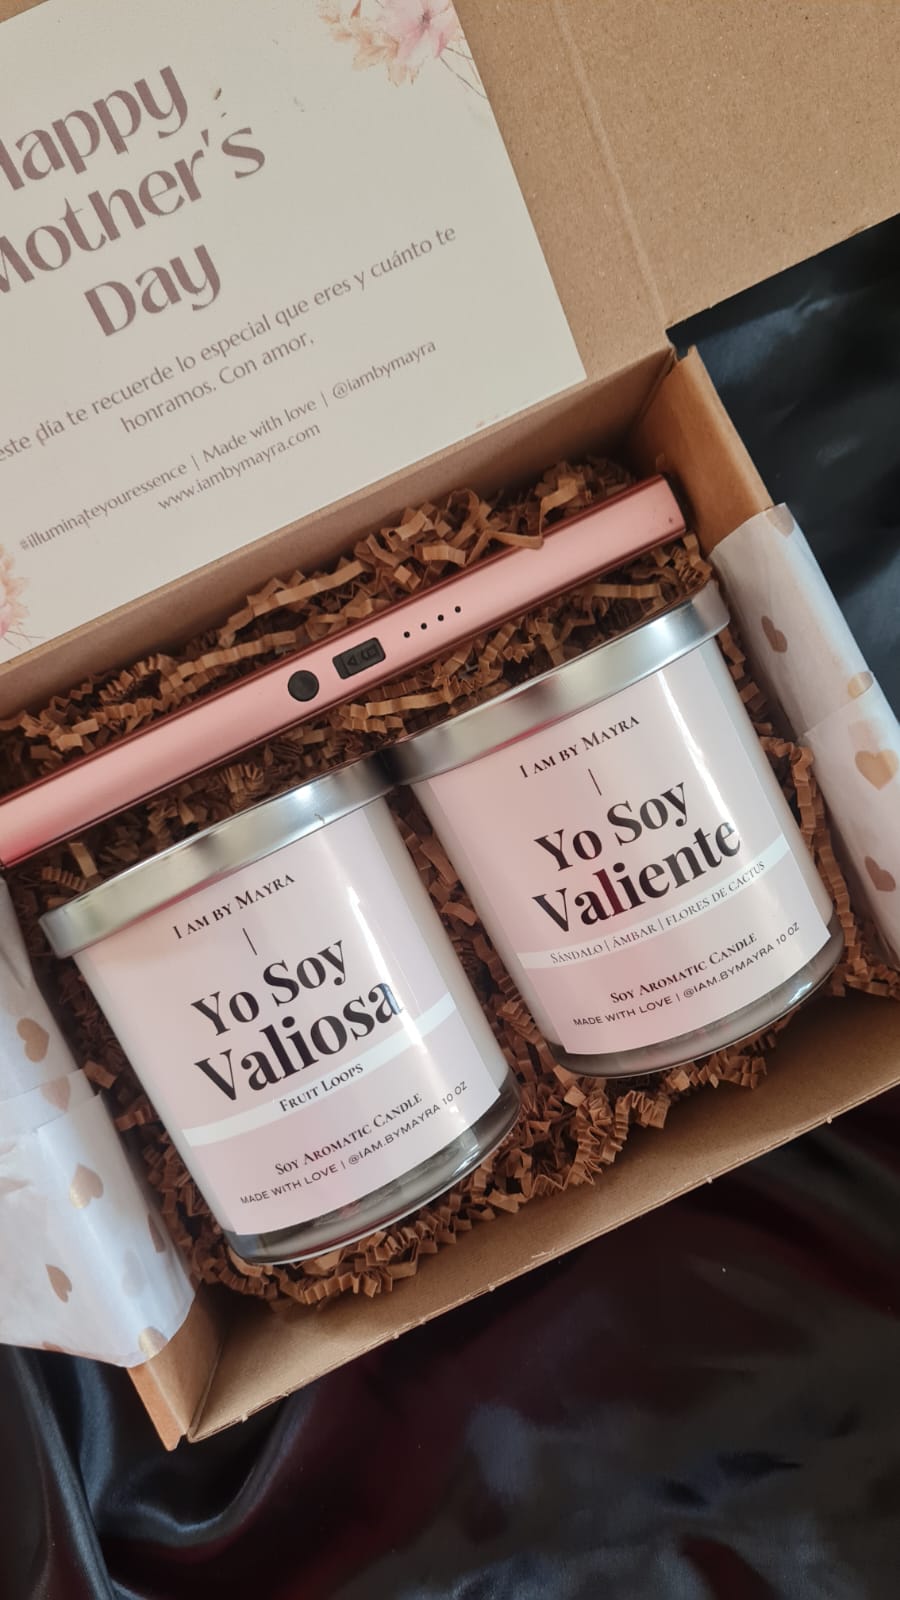 Happy
Mother's
Day
este día te recuerde lo especial que eres y cuánto te
honramos. Con amor,
#illuminateyouressence | Made with love | @iambymayra
www.iambymayra.com
I AM BY MAYRA
|
Yo Soy
Valiente
SÁNDALO | ÁMBAR | FLORES DE CACTUS
SOY AROMATIC CANDLE
MADE WITH LOVE | @IAM.BYMAYRA 10 OZ
I AM BY MAYRA
|
Yo Soy
Valiosa
FRUIT LOOPS
SOY AROMATIC CANDLE
MADE WITH LOVE | @IAM.BYMAYRA 10 OZ